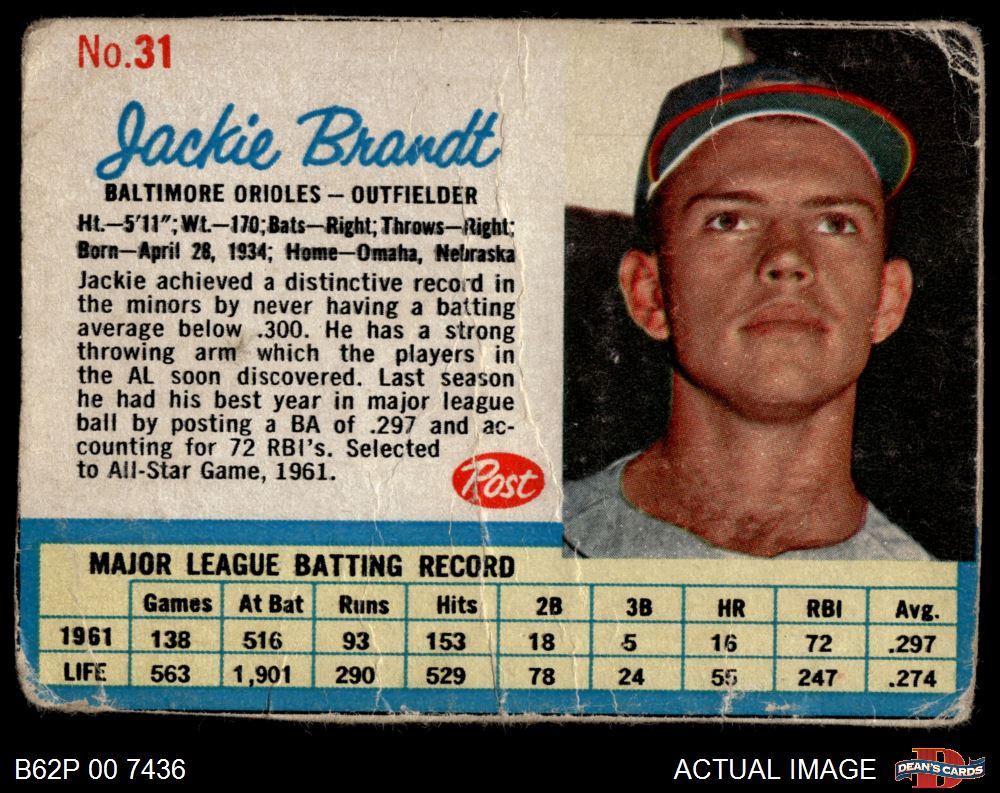 No.31
Jackie Brandt
BALTIMORE ORIOLES – OUTFIELDER
Ht.—5'11"; Wt.—170; Bats—Right; Throws—Right;
Born—April 28, 1934; Home—Omaha, Nebraska
Jackie achieved a distinctive record in
the minors by never having a batting
average below .300. He has a strong
throwing arm which the players in
the AL soon discovered. Last season
he had his best year in major league
ball by posting a BA of .297 and ac-
counting for 72 RBI's. Selected
to All-Star Game, 1961.
Post
MAJOR LEAGUE BATTING RECORD
Games At Bat Runs Hits 2B 3B HR RBI Avg.
1961 138 516 93 153 18 5 16 72 .297
LIFE 563 1,901 290 529 78 24 55 247 .274
B62P 00 7436
ACTUAL IMAGE
DEAN'S CARDS